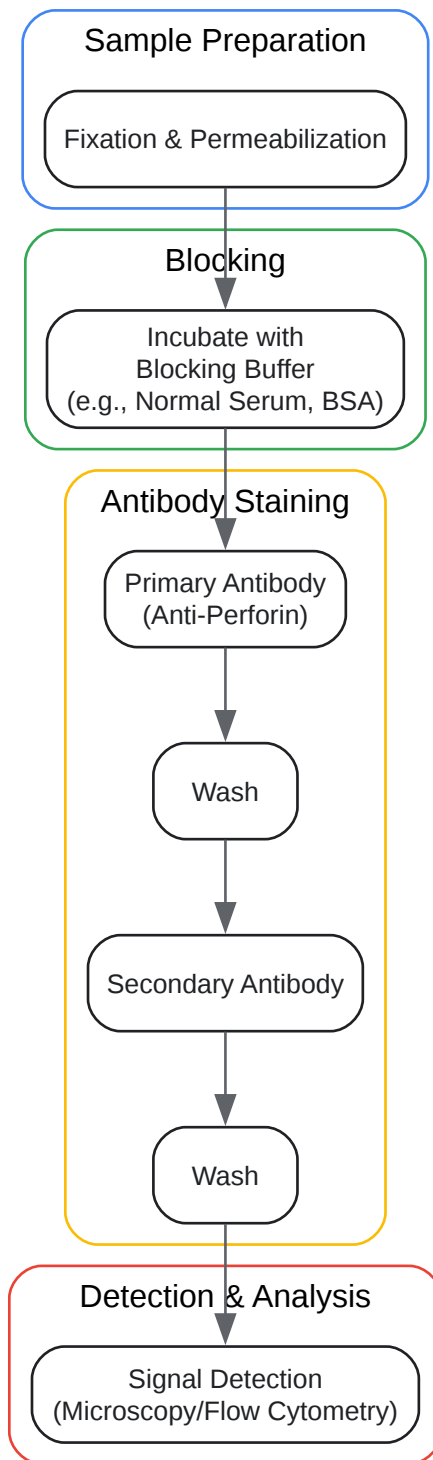 Sample Preparation
Fixation & Permeabilization
Blocking
Incubate with
Blocking Buffer
(e.g., Normal Serum, BSA)
Antibody Staining
Primary Antibody
(Anti-Perforin)
Wash
Secondary Antibody
Wash
Detection & Analysis
Signal Detection
(Microscopy/Flow Cytometry)